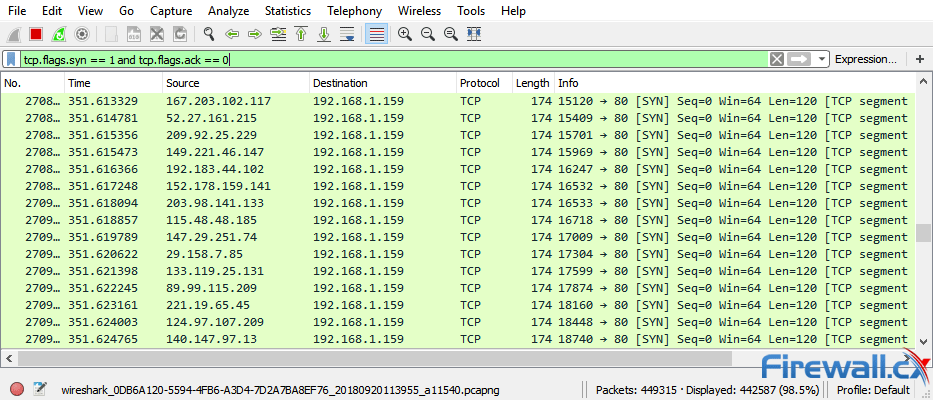 File Edit View Go Capture Analyze Statistics Telephony Wireless Tools Help
tcp.flags.syn == 1 and tcp.flags.ack == 0 Expression… +
No. Time Source Destination Protocol Length Info
2708… 351.613329 167.203.102.117 192.168.1.159 TCP 174 15120 → 80 [SYN] Seq=0 Win=64 Len=120 [TCP segment
2708… 351.614781 52.27.161.215 192.168.1.159 TCP 174 15409 → 80 [SYN] Seq=0 Win=64 Len=120 [TCP segment
2708… 351.615356 209.92.25.229 192.168.1.159 TCP 174 15701 → 80 [SYN] Seq=0 Win=64 Len=120 [TCP segment
2708… 351.615473 149.221.46.147 192.168.1.159 TCP 174 15969 → 80 [SYN] Seq=0 Win=64 Len=120 [TCP segment
2708… 351.616366 192.183.44.102 192.168.1.159 TCP 174 16247 → 80 [SYN] Seq=0 Win=64 Len=120 [TCP segment
2708… 351.617248 152.178.159.141 192.168.1.159 TCP 174 16532 → 80 [SYN] Seq=0 Win=64 Len=120 [TCP segment
2709… 351.618094 203.98.141.133 192.168.1.159 TCP 174 16533 → 80 [SYN] Seq=0 Win=64 Len=120 [TCP segment
2709… 351.618857 115.48.48.185 192.168.1.159 TCP 174 16718 → 80 [SYN] Seq=0 Win=64 Len=120 [TCP segment
2709… 351.619789 147.29.251.74 192.168.1.159 TCP 174 17009 → 80 [SYN] Seq=0 Win=64 Len=120 [TCP segment
2709… 351.620622 29.158.7.85 192.168.1.159 TCP 174 17304 → 80 [SYN] Seq=0 Win=64 Len=120 [TCP segment
2709… 351.621398 133.119.25.131 192.168.1.159 TCP 174 17599 → 80 [SYN] Seq=0 Win=64 Len=120 [TCP segment
2709… 351.622245 89.99.115.209 192.168.1.159 TCP 174 17874 → 80 [SYN] Seq=0 Win=64 Len=120 [TCP segment
2709… 351.623161 221.19.65.45 192.168.1.159 TCP 174 18160 → 80 [SYN] Seq=0 Win=64 Len=120 [TCP segment
2709… 351.624003 124.97.107.209 192.168.1.159 TCP 174 18448 → 80 [SYN] Seq=0 Win=64 Len=120 [TCP segment
2709… 351.624765 140.147.97.13 192.168.1.159 TCP 174 18740 → 80 [SYN] Seq=0 Win=64 Len=120 [TCP segment
Firewall.cx
wireshark_0DB6A120-5594-4FB6-A3D4-7D2A7BA8EF76_20180920113955_a11540.pcapng Packets: 449315 · Displayed: 442587 (98.5%) Profile: Default